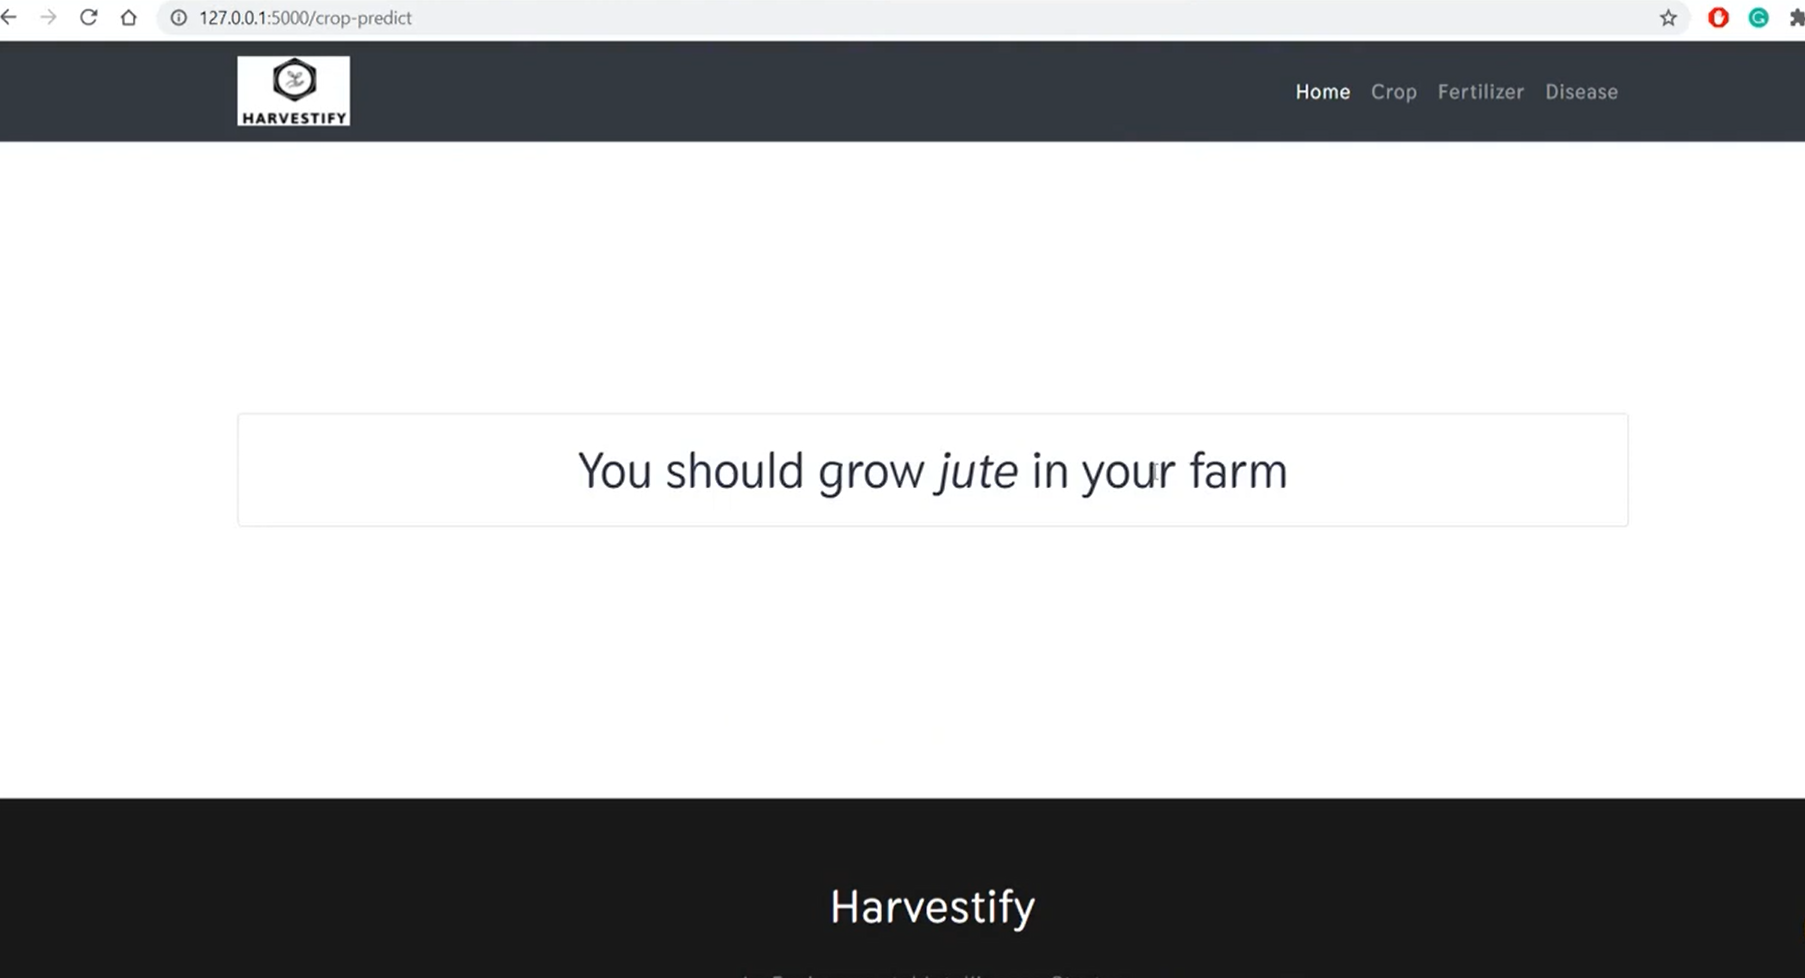 127.0.0.1:5000/crop-predict
HARVESTIFY
Home Crop Fertilizer Disease
You should grow jute in your farm
Harvestify